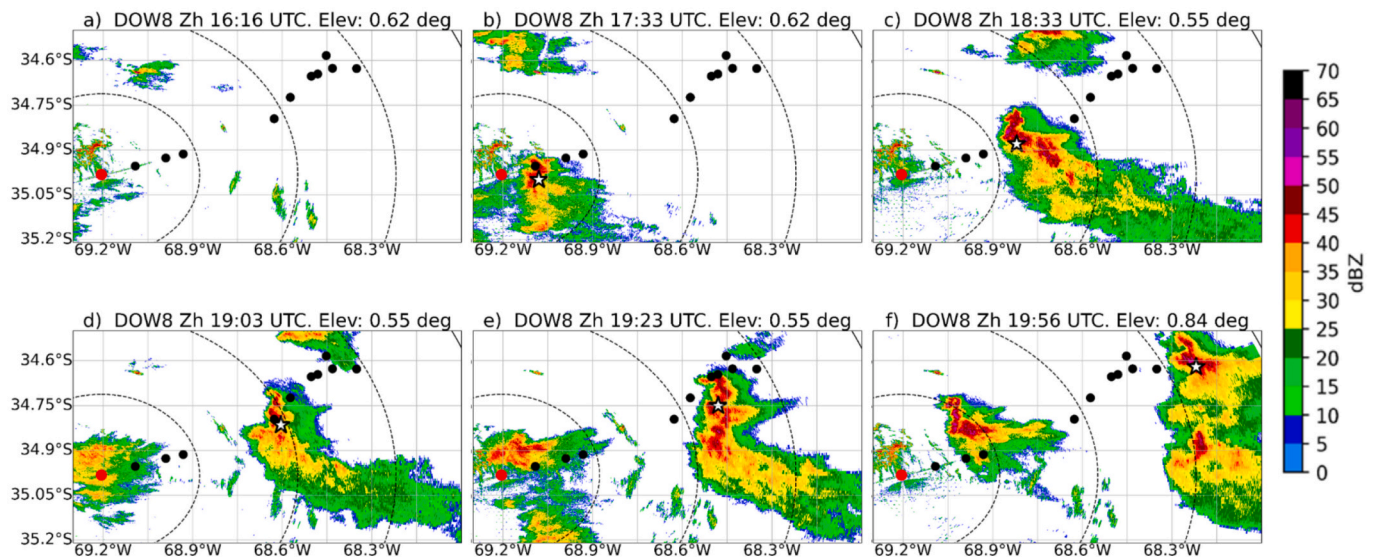 a) DOW8 Zh 16:16 UTC. Elev: 0.62 deg
b) DOW8 Zh 17:33 UTC. Elev: 0.62 deg
c) DOW8 Zh 18:33 UTC. Elev: 0.55 deg
34.6°S
34.75°S
34.9°S
35.05°S
35.2°S
69.2°W 68.9°W 68.6°W 68.3°W
69.2°W 68.9°W 68.6°W 68.3°W
69.2°W 68.9°W 68.6°W 68.3°W
d) DOW8 Zh 19:03 UTC. Elev: 0.55 deg
e) DOW8 Zh 19:23 UTC. Elev: 0.55 deg
f) DOW8 Zh 19:56 UTC. Elev: 0.84 deg
34.6°S
34.75°S
34.9°S
35.05°S
35.2°S
69.2°W 68.9°W 68.6°W 68.3°W
69.2°W 68.9°W 68.6°W 68.3°W
69.2°W 68.9°W 68.6°W 68.3°W
70
65
60
55
50
45
40
35
30
25
20
15
10
5
0
dBZ